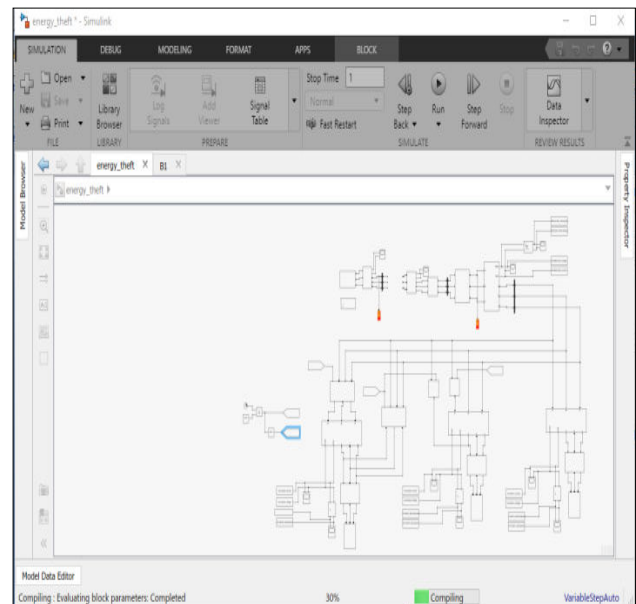 energy_theft * - Simulink
SIMULATION DEBUG MODELING FORMAT APPS BLOCK
New
Open
Save
Print
FILE
Library Browser
LIBRARY
Log Signals
Add Viewer
Signal Table
PREPARE
Stop Time 1
Normal
Fast Restart
Step Back
Run
Step Forward
Stop
SIMULATE
Data Inspector
REVIEW RESULTS
Model Browser
energy_theft X B1 X
energy_theft
Property Inspector
Model Data Editor
Compiling : Evaluating block parameters: Completed 30% Compiling VariableStepAuto